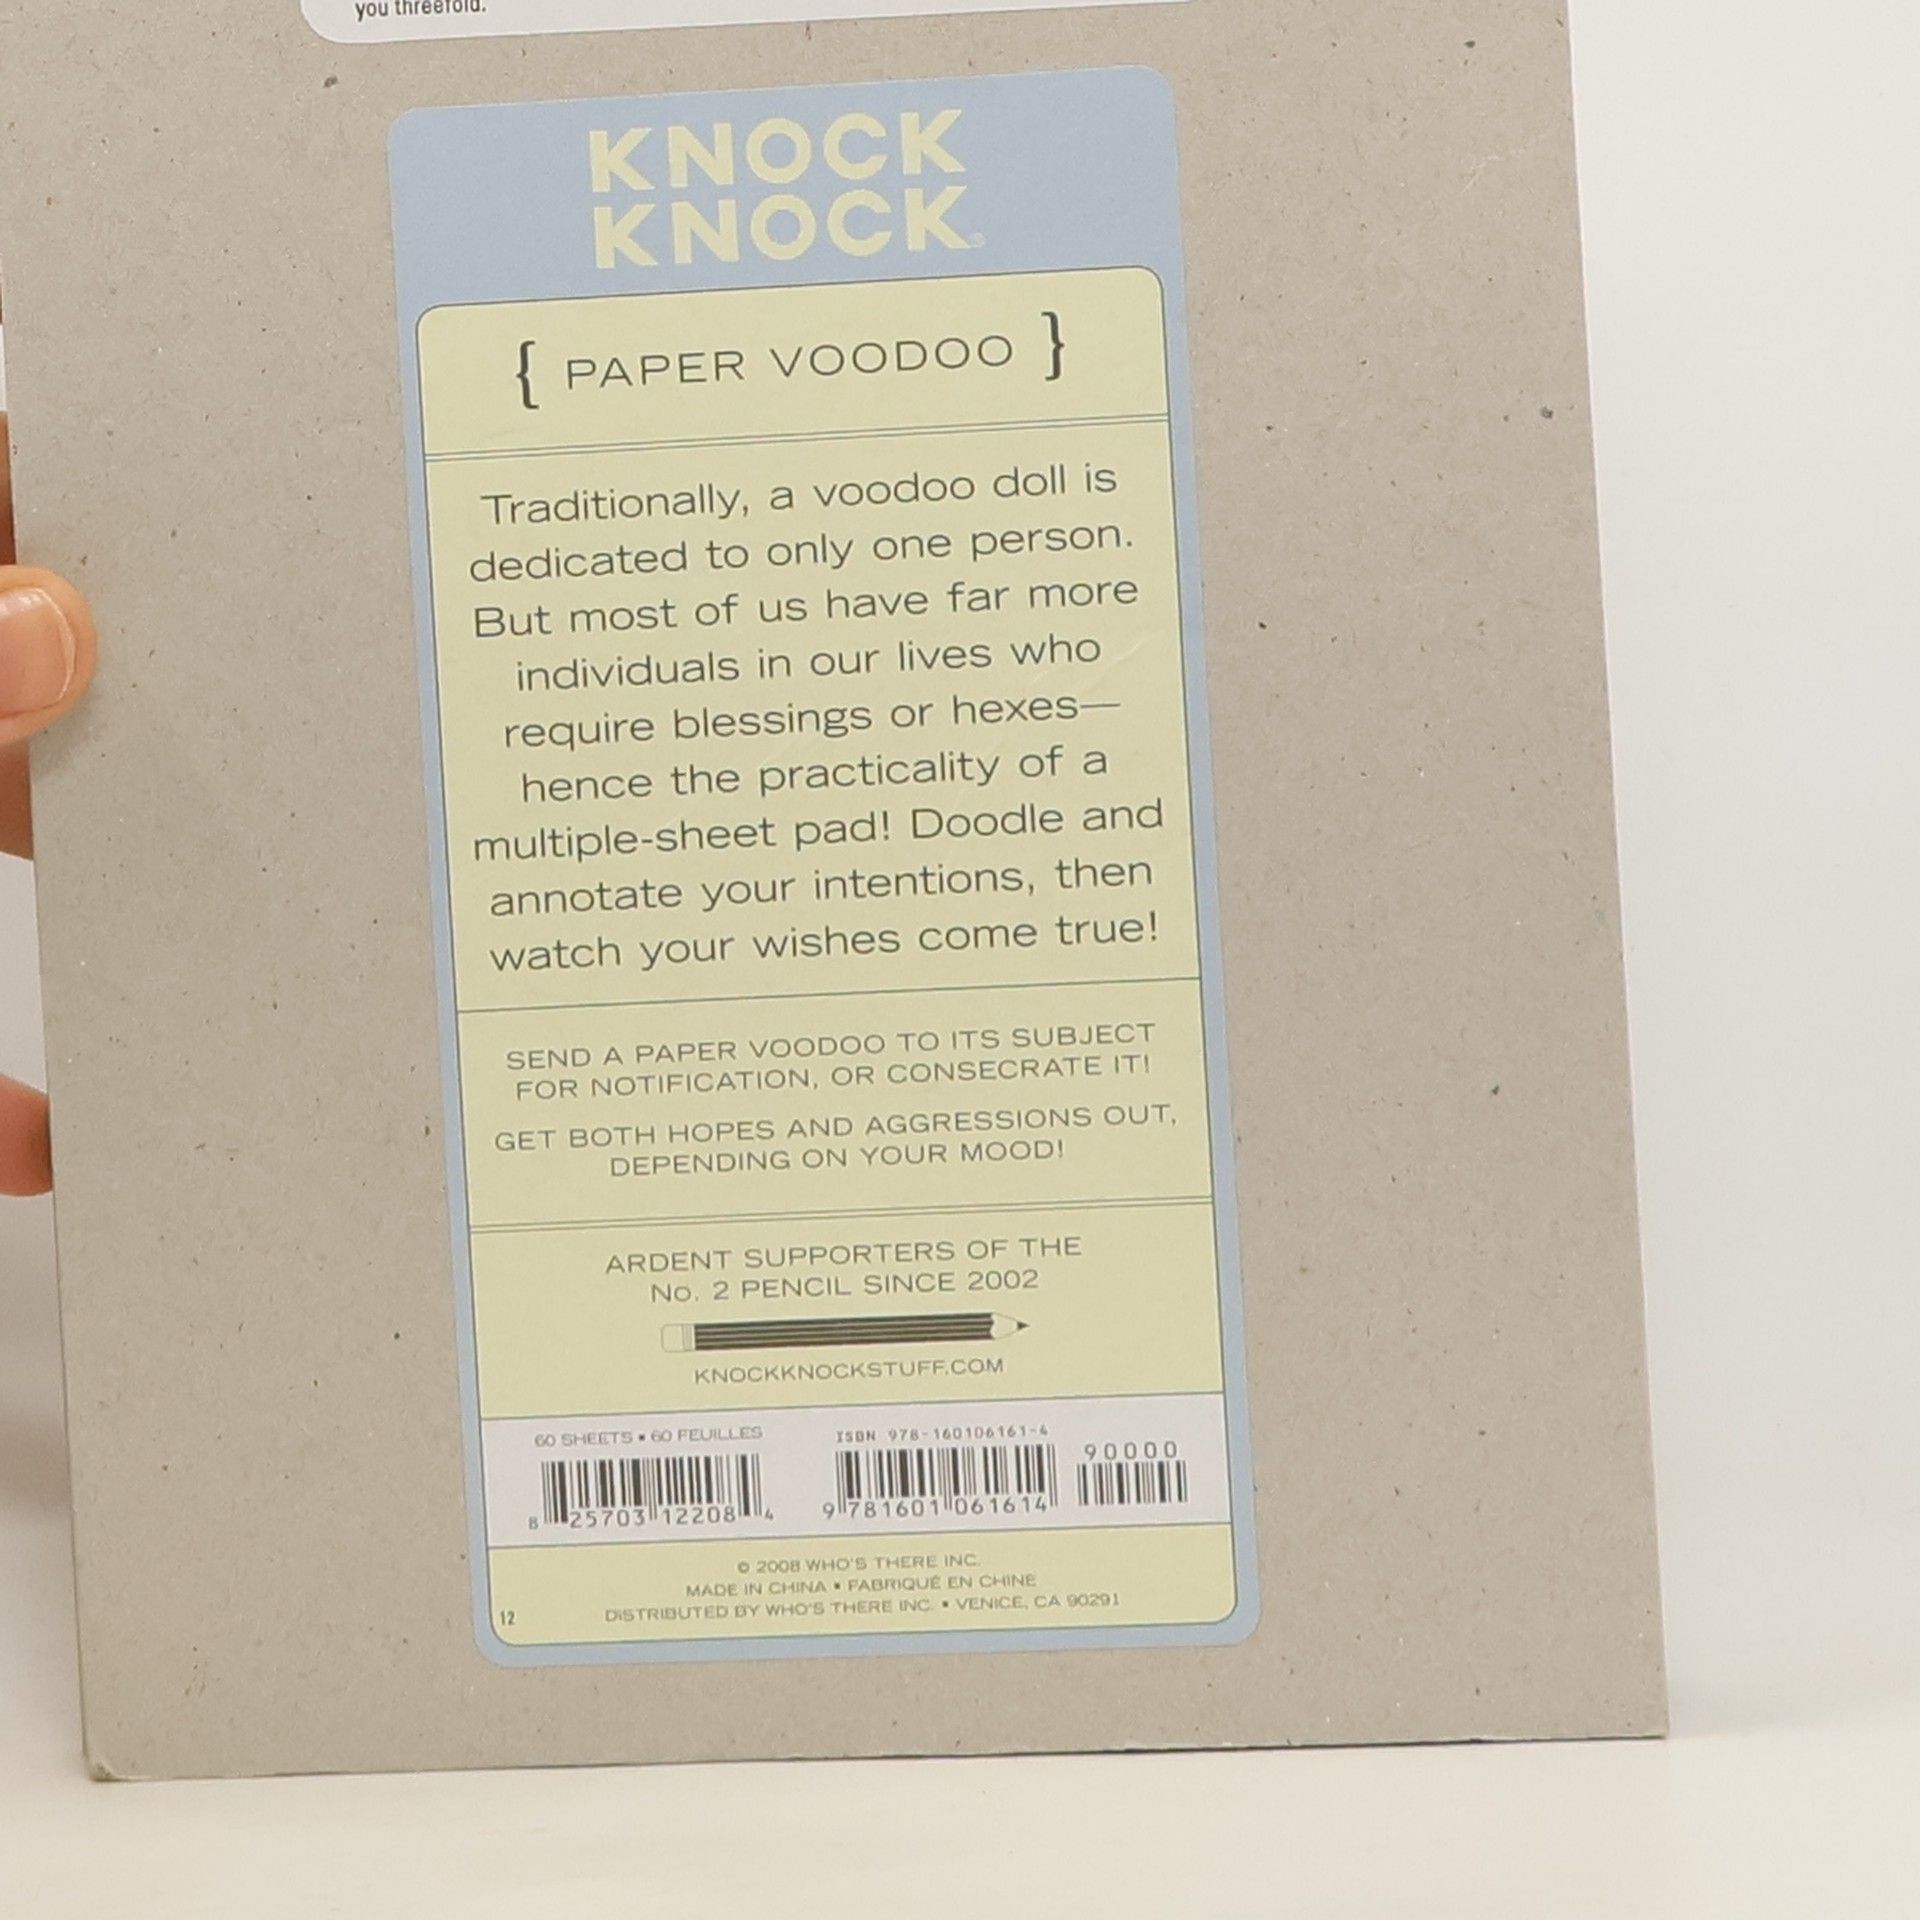 you threefold.
KNOCK
KNOCK®
{ PAPER VOODOO }
Traditionally, a voodoo doll is
dedicated to only one person.
But most of us have far more
individuals in our lives who
require blessings or hexes—
hence the practicality of a
multiple-sheet pad! Doodle and
annotate your intentions, then
watch your wishes come true!
SEND A PAPER VOODOO TO ITS SUBJECT
FOR NOTIFICATION, OR CONSECRATE IT!
GET BOTH HOPES AND AGGRESSIONS OUT,
DEPENDING ON YOUR MOOD!
ARDENT SUPPORTERS OF THE
No. 2 PENCIL SINCE 2002
KNOCKKNOCKSTUFF.COM
60 SHEETS ▪ 60 FEUILLES
8 25703 12208 4
ISBN 978-160106161-4
9 781601 061614
90000
© 2008 WHO'S THERE INC.
MADE IN CHINA ▪ FABRIQUÉ EN CHINE
DISTRIBUTED BY WHO'S THERE INC. ▪ VENICE, CA 90291
12